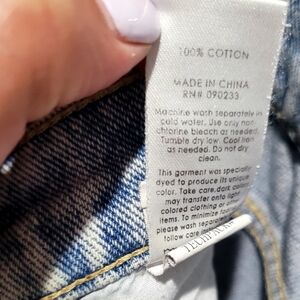 100% COTTON
MADE IN CHINA
RN# 090233
Machine wash separately in
cold water. Use only non-
chlorine bleach as needed.
Tumble dry low. Cool iron
as needed. Do not dry
clean.
This garment was specially
dyed to produce its unique
color. Take care, dark colors
may transfer onto light
colored clothing or
items. To minimize
please wash separate
follow care